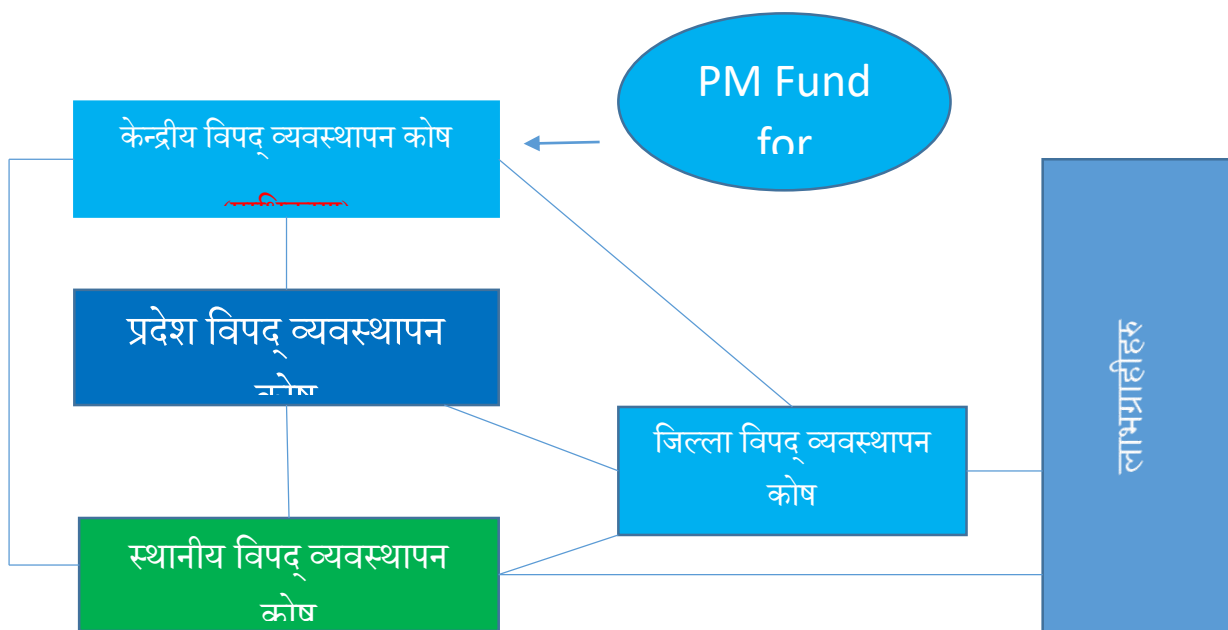 PM Fund
for
केन्द्रीय विपद् व्यवस्थापन कोष
प्रदेश विपद् व्यवस्थापन
कोष
जिल्ला विपद् व्यवस्थापन
कोष
लाभग्राहीहरु
स्थानीय विपद् व्यवस्थापन
कोष